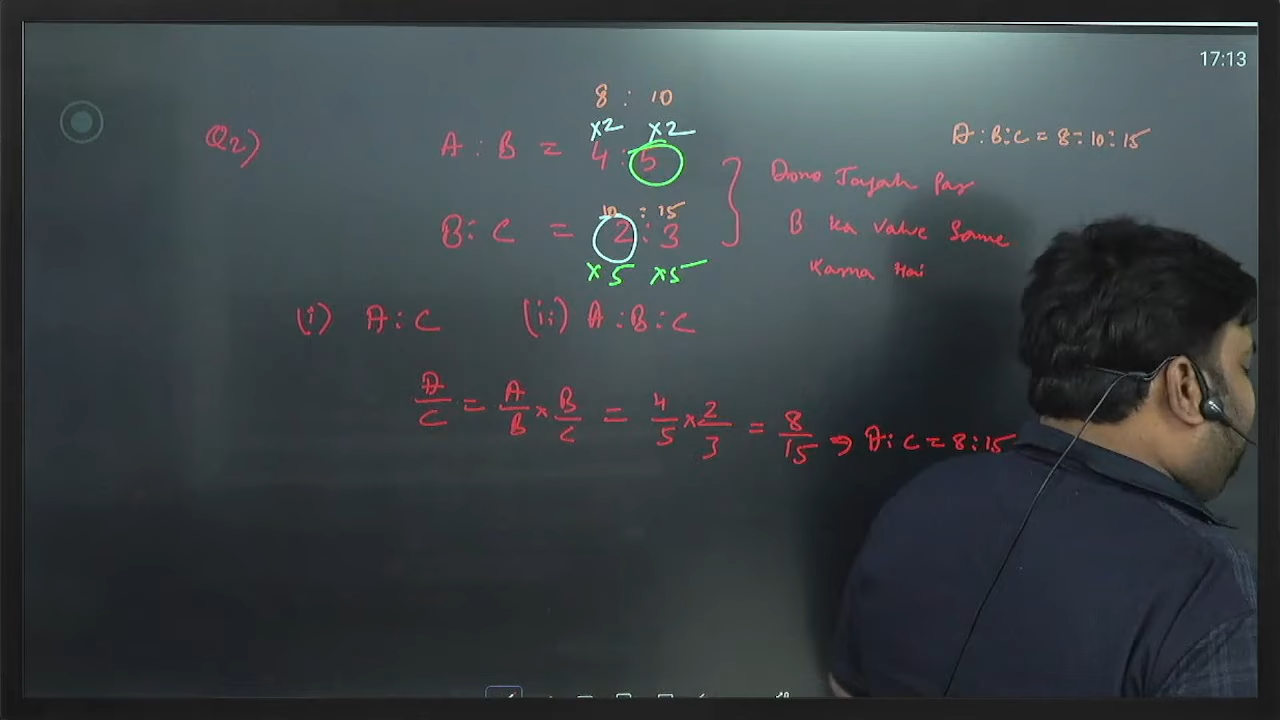 17:13
8 : 10
×2 ×2
Q2) A : B = 4 : 5
A : B : C = 8 : 10 : 15
10 : 15
B : C = 2 : 3
×5 ×5
Dono Jagah Par
B ka value Same
Karna Hai
(i) A : C (ii) A : B : C
A/C = A/B × B/C = 4/5 × 2/3 = 8/15 ⇒ A : C = 8 : 15